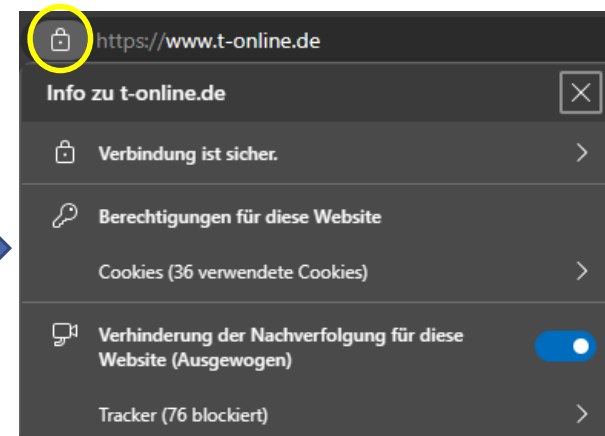 https://www.t-online.de
Info zu t-online.de
Verbindung ist sicher.
Berechtigungen für diese Website
Cookies (36 verwendete Cookies)
Verhinderung der Nachverfolgung für diese
Website (Ausgewogen)
Tracker (76 blockiert)